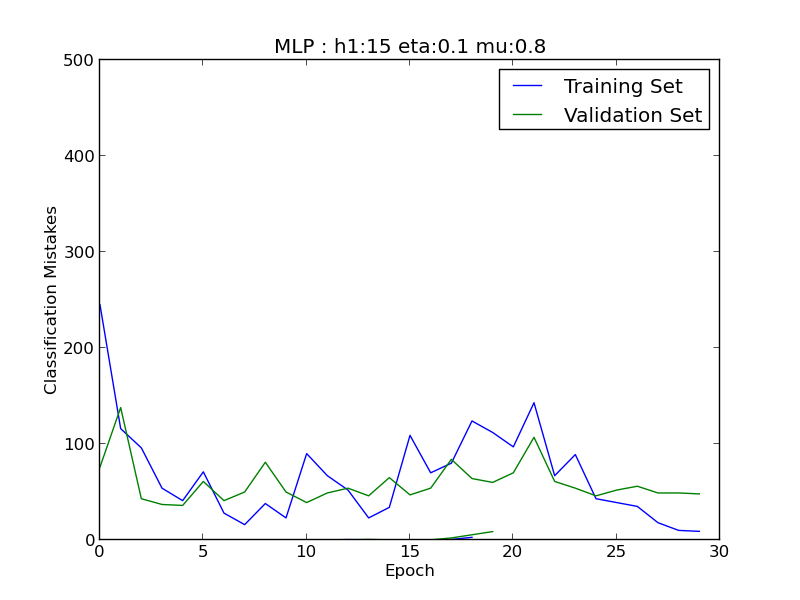 MLP : h1:15 eta:0.1 mu:0.8
Training Set
Validation Set
500
400
300
200
100
0
Classification Mistakes
0 5 10 15 20 25 30
Epoch